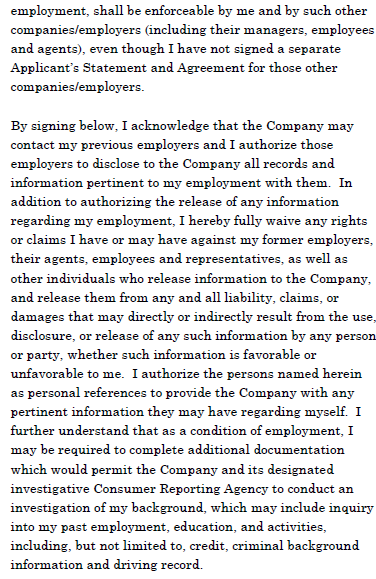 employment, shall be enforceable by me and by such other
companies/employers (including their managers, employees
and agents), even though I have not signed a separate
Applicant's Statement and Agreement for those other
companies/employers.

By signing below, I acknowledge that the Company may
contact my previous employers and I authorize those
employers to disclose to the Company all records and
information pertinent to my employment with them.  In
addition to authorizing the release of any information
regarding my employment, I hereby fully waive any rights
or claims I have or may have against my former employers,
their agents, employees and representatives, as well as
other individuals who release information to the Company,
and release them from any and all liability, claims, or
damages that may directly or indirectly result from the use,
disclosure, or release of any such information by any person
or party, whether such information is favorable or
unfavorable to me.  I authorize the persons named herein
as personal references to provide the Company with any
pertinent information they may have regarding myself.  I
further understand that as a condition of employment, I
may be required to complete additional documentation
which would permit the Company and its designated
investigative Consumer Reporting Agency to conduct an
investigation of my background, which may include inquiry
into my past employment, education, and activities,
including, but not limited to, credit, criminal background
information and driving record.